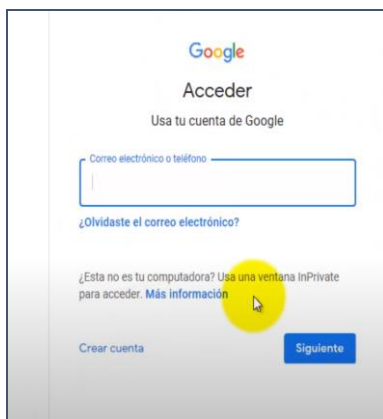 Google
Acceder
Usa tu cuenta de Google
Correo electrónico o teléfono
¿Olvidaste el correo electrónico?
¿Esta no es tu computadora? Usa una ventana InPrivate
para acceder. Más información
Crear cuenta
Siguiente